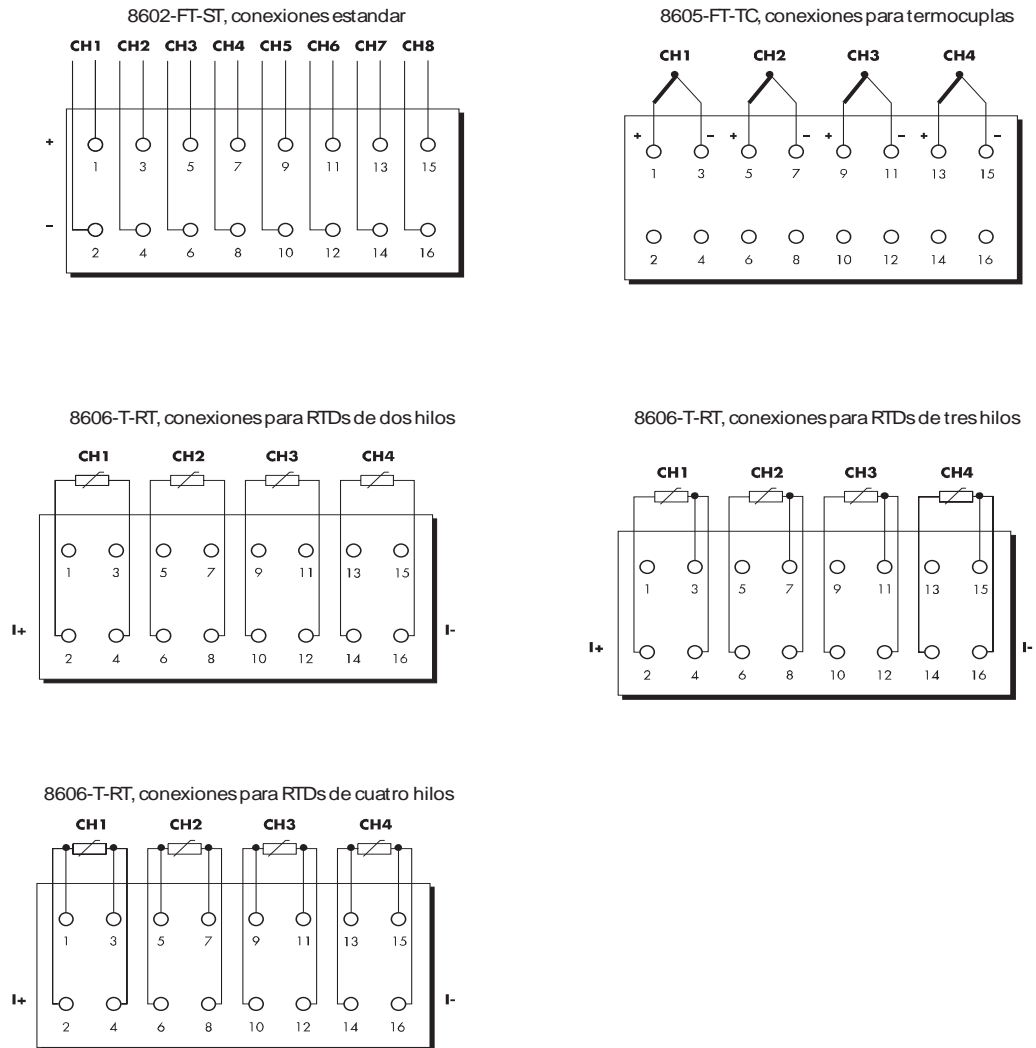 8602-FT-ST, conexiones estandar
CH1 CH2 CH3 CH4 CH5 CH6 CH7 CH8
+
1 3 5 7 9 11 13 15
–
2 4 6 8 10 12 14 16
8605-FT-TC, conexiones para termocuplas
CH1 CH2 CH3 CH4
+ – + – + – + –
1 3 5 7 9 11 13 15
2 4 6 8 10 12 14 16
8606-T-RT, conexiones para RTDs de dos hilos
CH1 CH2 CH3 CH4
1 3 5 7 9 11 13 15
I+ I-
2 4 6 8 10 12 14 16
8606-T-RT, conexiones para RTDs de tres hilos
CH1 CH2 CH3 CH4
1 3 5 7 9 11 13 15
I+ I-
2 4 6 8 10 12 14 16
8606-T-RT, conexiones para RTDs de cuatro hilos
CH1 CH2 CH3 CH4
1 3 5 7 9 11 13 15
I+ I-
2 4 6 8 10 12 14 16